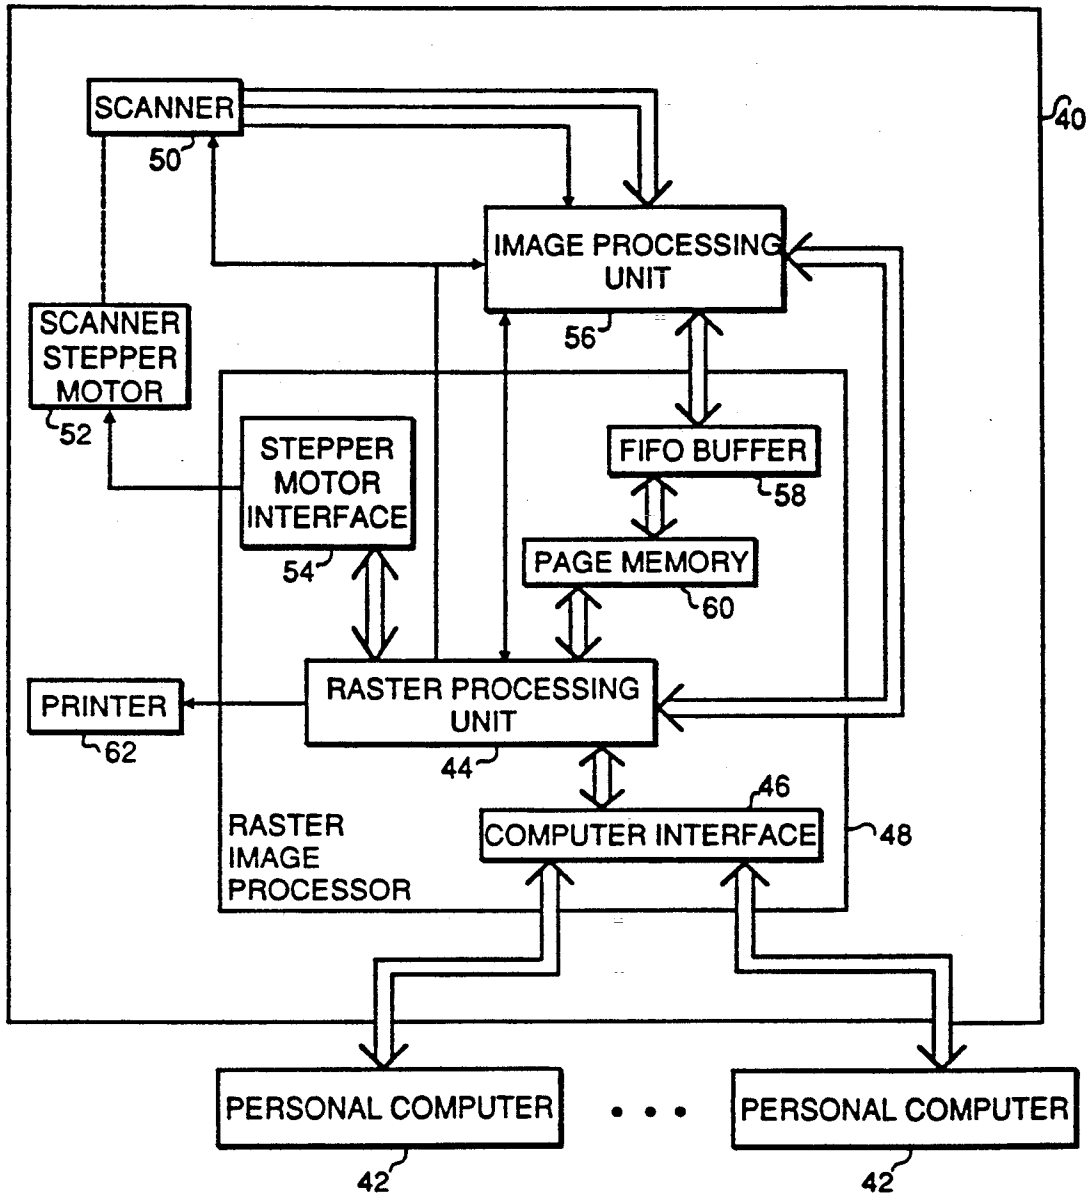 40
SCANNER
50
IMAGE PROCESSING
UNIT
56
SCANNER
STEPPER
MOTOR
52
STEPPER
MOTOR
INTERFACE
54
FIFO BUFFER
58
PAGE MEMORY
60
RASTER PROCESSING
UNIT
44
PRINTER
62
46
COMPUTER INTERFACE
48
RASTER
IMAGE
PROCESSOR
PERSONAL COMPUTER
42
PERSONAL COMPUTER
42